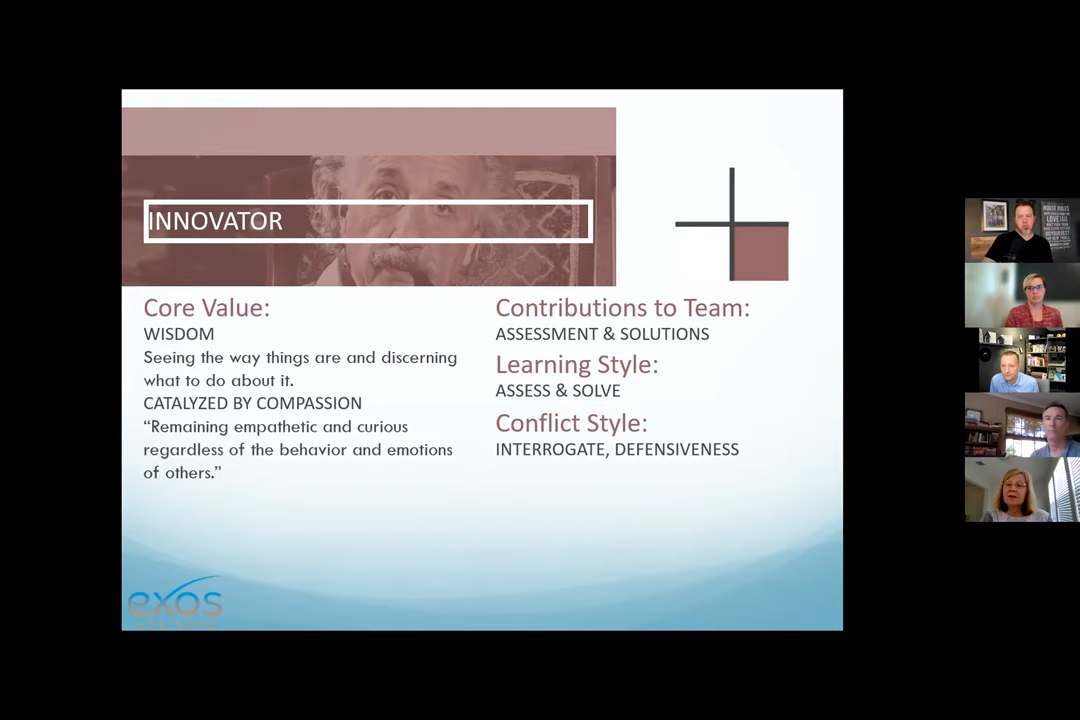 INNOVATOR
Core Value:
WISDOM
Seeing the way things are and discerning
what to do about it.
CATALYZED BY COMPASSION
“Remaining empathetic and curious
regardless of the behavior and emotions
of others.”
Contributions to Team:
ASSESSMENT & SOLUTIONS
Learning Style:
ASSESS & SOLVE
Conflict Style:
INTERROGATE, DEFENSIVENESS
exos
HOUSE RULES